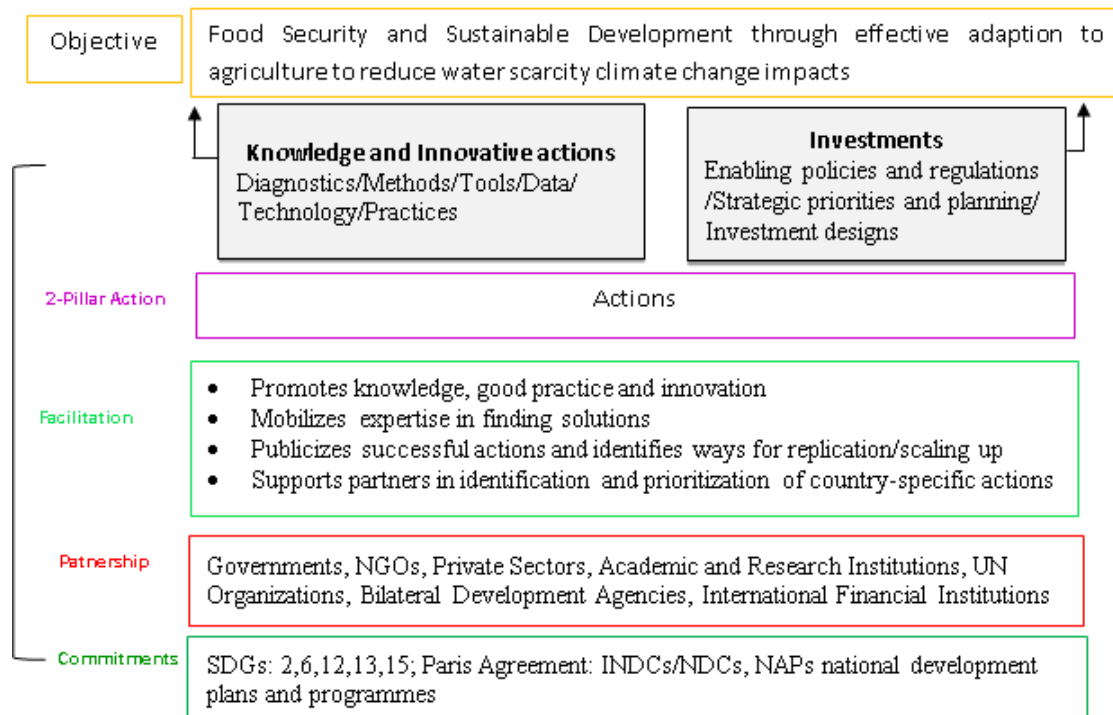 Objective
Food Security and Sustainable Development through effective adaption to
agriculture to reduce water scarcity climate change impacts
Knowledge and Innovative actions
Diagnostics/Methods/Tools/Data/
Technology/Practices
Investments
Enabling policies and regulations
/Strategic priorities and planning/
Investment designs
2-Pillar Action
Actions
Facilitation
• Promotes knowledge, good practice and innovation
• Mobilizes expertise in finding solutions
• Publicizes successful actions and identifies ways for replication/scaling up
• Supports partners in identification and prioritization of country-specific actions
Patnership
Governments, NGOs, Private Sectors, Academic and Research Institutions, UN
Organizations, Bilateral Development Agencies, International Financial Institutions
Commitments
SDGs: 2,6,12,13,15; Paris Agreement: INDCs/NDCs, NAPs national development
plans and programmes